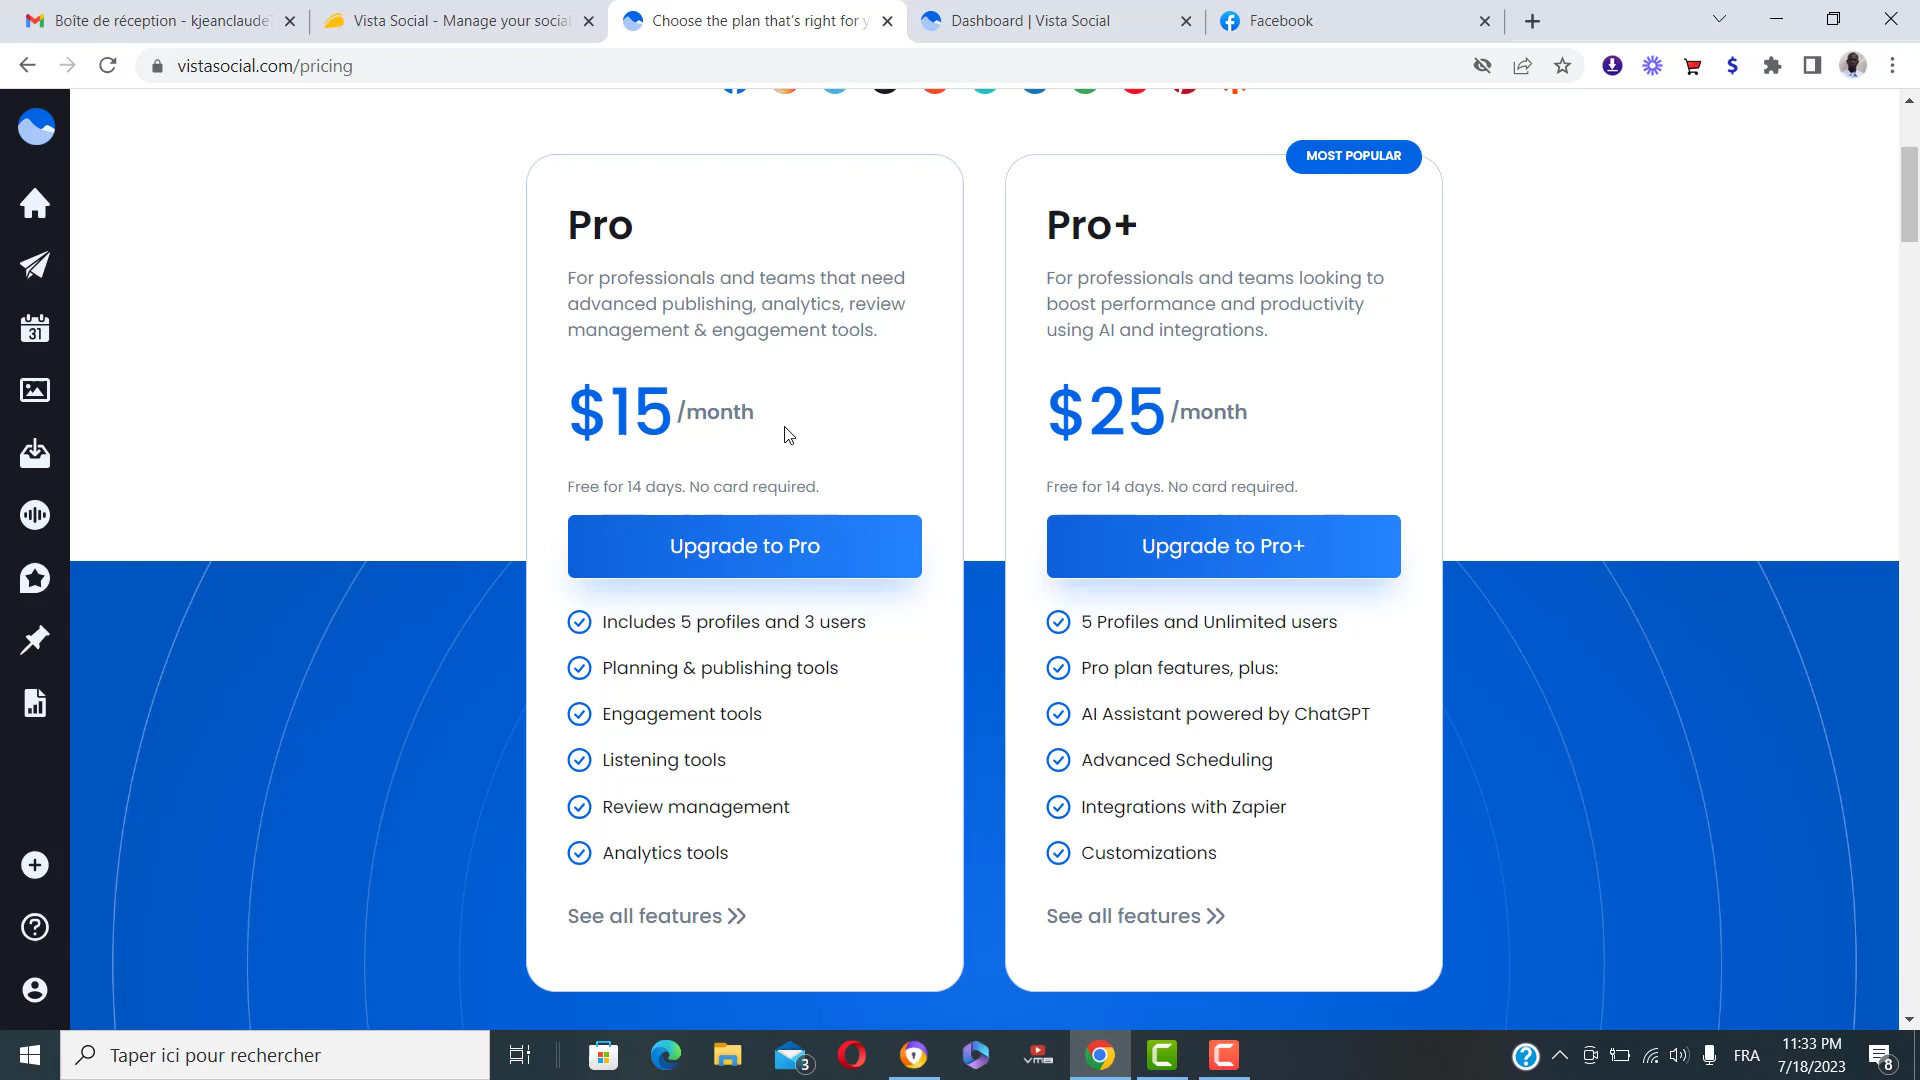 Boîte de réception - kjeanclaude7
Vista Social - Manage your social
Choose the plan that's right for y
Dashboard | Vista Social
Facebook
vistasocial.com/pricing
MOST POPULAR
Pro
For professionals and teams that need
advanced publishing, analytics, review
management & engagement tools.
$15 /month
Free for 14 days. No card required.
Upgrade to Pro
Includes 5 profiles and 3 users
Planning & publishing tools
Engagement tools
Listening tools
Review management
Analytics tools
See all features
Pro+
For professionals and teams looking to
boost performance and productivity
using AI and integrations.
$25 /month
Free for 14 days. No card required.
Upgrade to Pro+
5 Profiles and Unlimited users
Pro plan features, plus:
AI Assistant powered by ChatGPT
Advanced Scheduling
Integrations with Zapier
Customizations
See all features
31
Taper ici pour rechercher
3
vmb
FRA
11:33 PM
7/18/2023
8